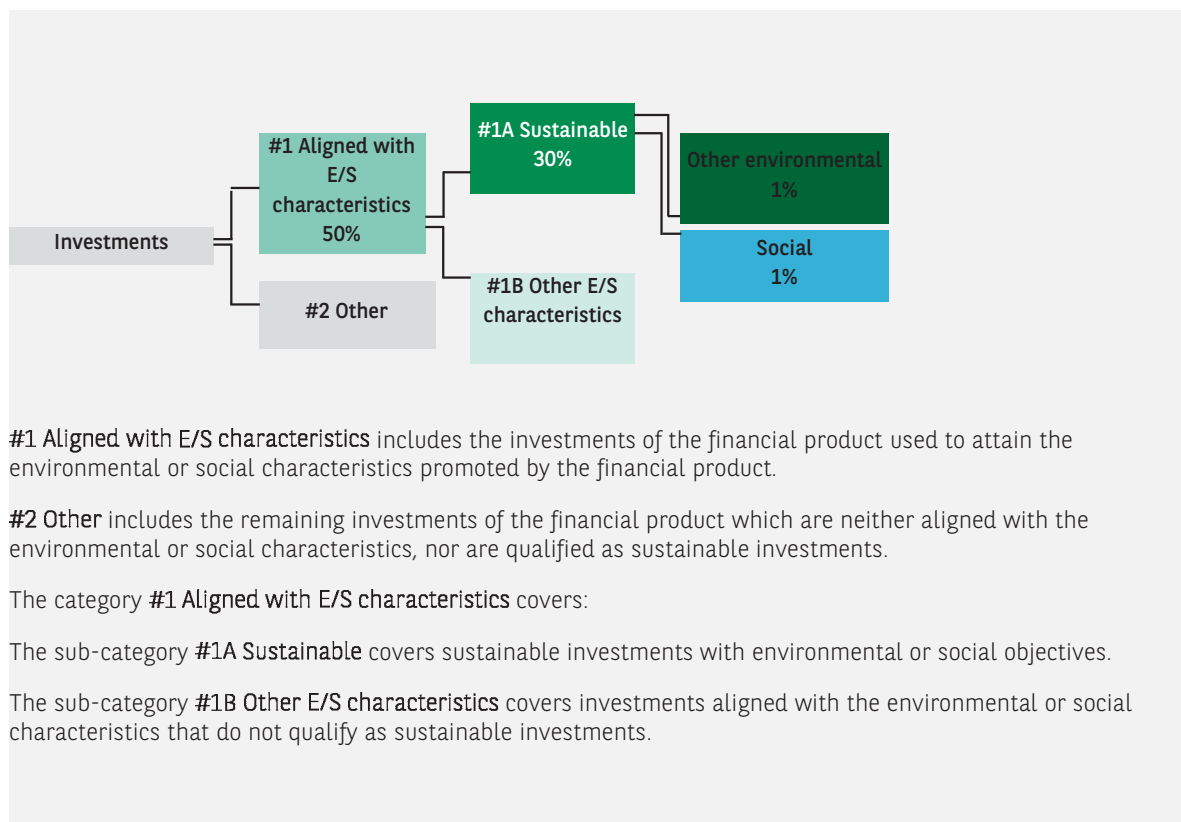 Investments
#1 Aligned with
E/S
characteristics
50%
#2 Other
#1A Sustainable
30%
#1B Other E/S
characteristics
Other environmental
1%
Social
1%
#1 Aligned with E/S characteristics includes the investments of the financial product used to attain the
environmental or social characteristics promoted by the financial product.
#2 Other includes the remaining investments of the financial product which are neither aligned with the
environmental or social characteristics, nor are qualified as sustainable investments.
The category #1 Aligned with E/S characteristics covers:
The sub-category #1A Sustainable covers sustainable investments with environmental or social objectives.
The sub-category #1B Other E/S characteristics covers investments aligned with the environmental or social
characteristics that do not qualify as sustainable investments.